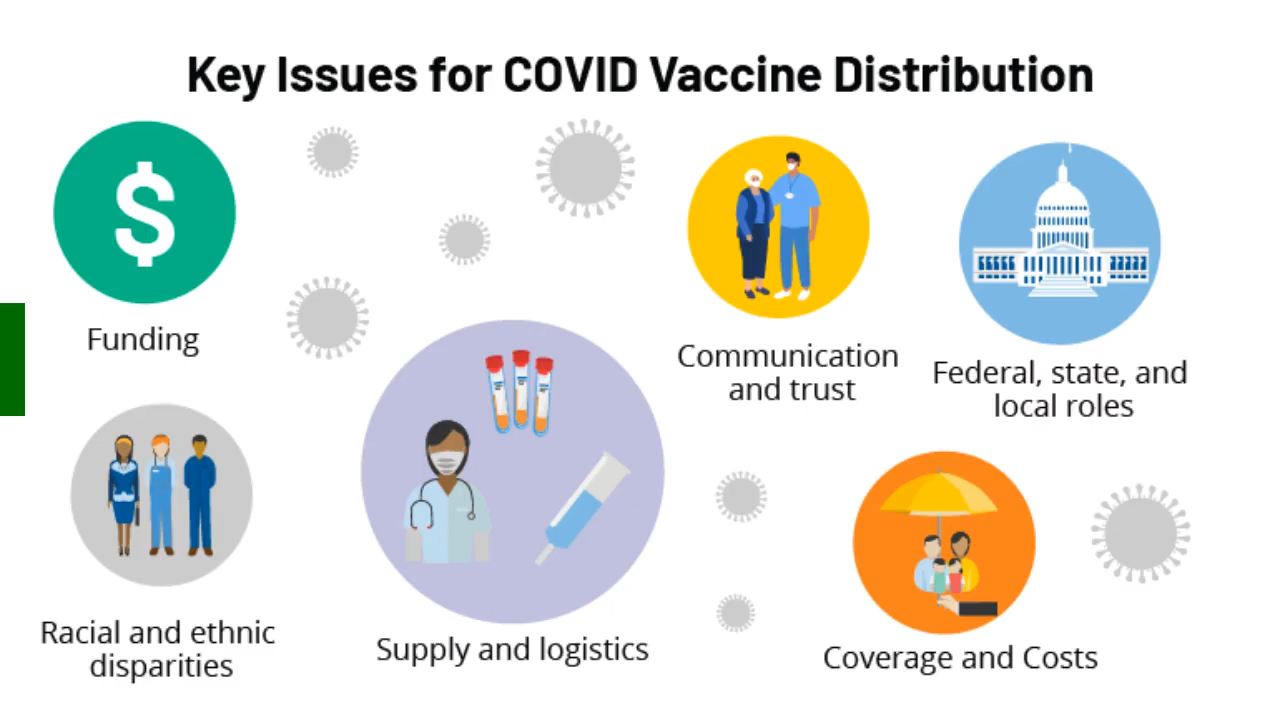 Key Issues for COVID Vaccine Distribution
$
Funding
Communication
and trust
Federal, state, and
local roles
Racial and ethnic
disparities
Supply and logistics
Coverage and Costs